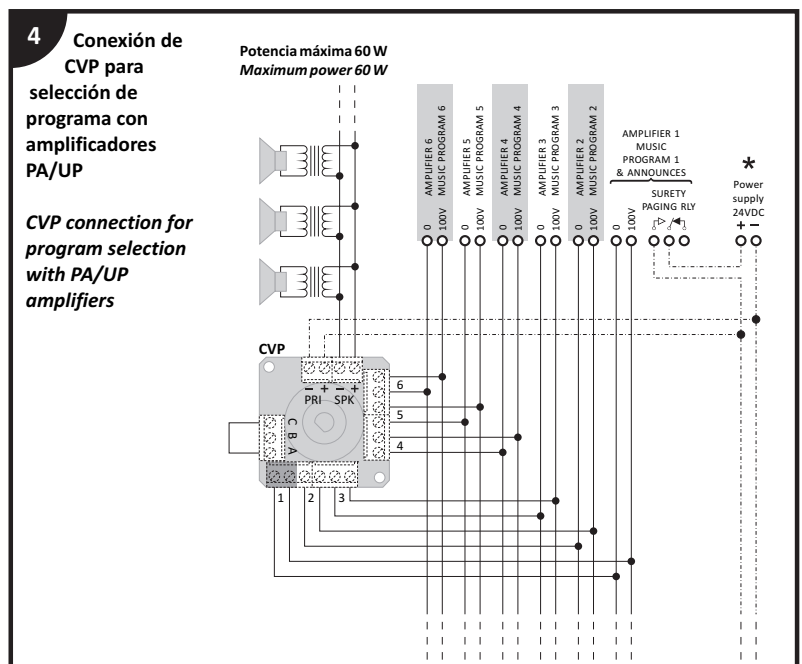 4
Conexión de
CVP para
selección de
programa con
amplificadores
PA/UP
CVP connection for
program selection
with PA/UP
amplifiers
Potencia máxima 60 W
Maximum power 60 W
AMPLIFIER 6
MUSIC PROGRAM 6
AMPLIFIER 5
MUSIC PROGRAM 5
AMPLIFIER 4
MUSIC PROGRAM 4
AMPLIFIER 3
MUSIC PROGRAM 3
AMPLIFIER 2
MUSIC PROGRAM 2
AMPLIFIER 1
MUSIC
PROGRAM 1
& ANNOUNCES
SURETY
PAGING RLY
*
Power
supply
24VDC
+ −
0 100V 0 100V 0 100V 0 100V 0 100V 0 100V
CVP
− + − +
PRI SPK
6
5
4
C
B
A
1 2 3